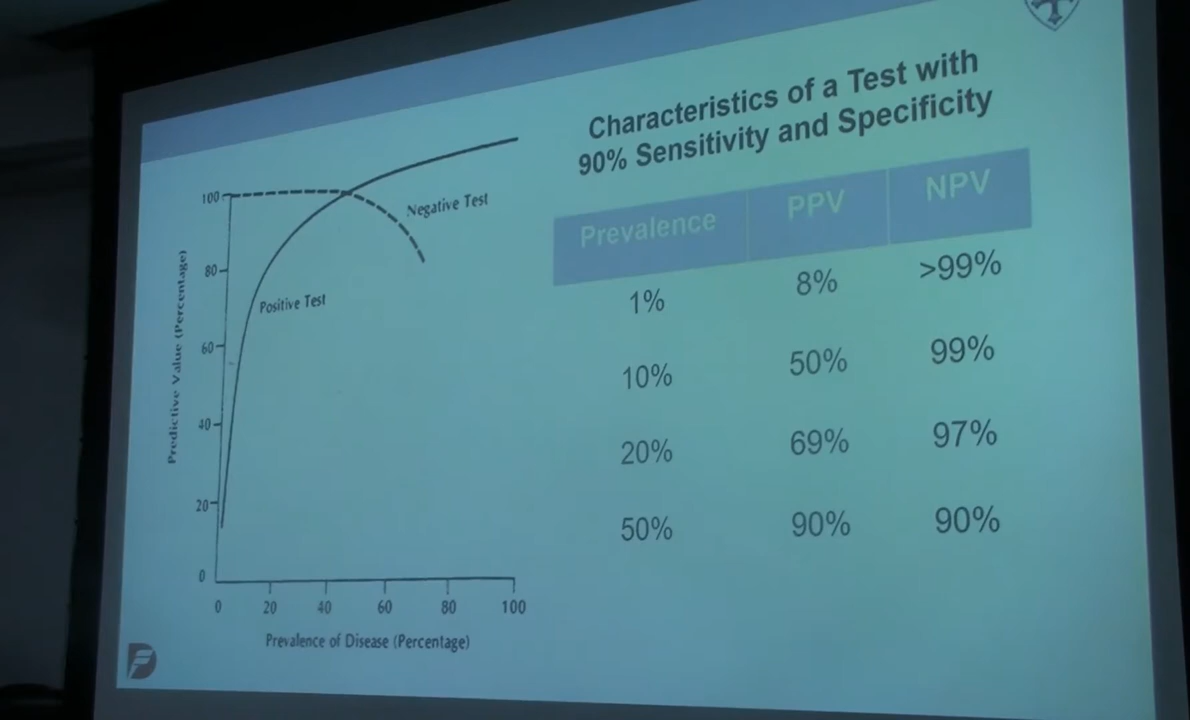 Characteristics of a Test with
90% Sensitivity and Specificity
100
80
60
40
20
0
Predictive Value (Percentage)
Negative Test
Positive Test
0 20 40 60 80 100
Prevalence of Disease (Percentage)
Prevalence PPV NPV
1% 8% >99%
10% 50% 99%
20% 69% 97%
50% 90% 90%